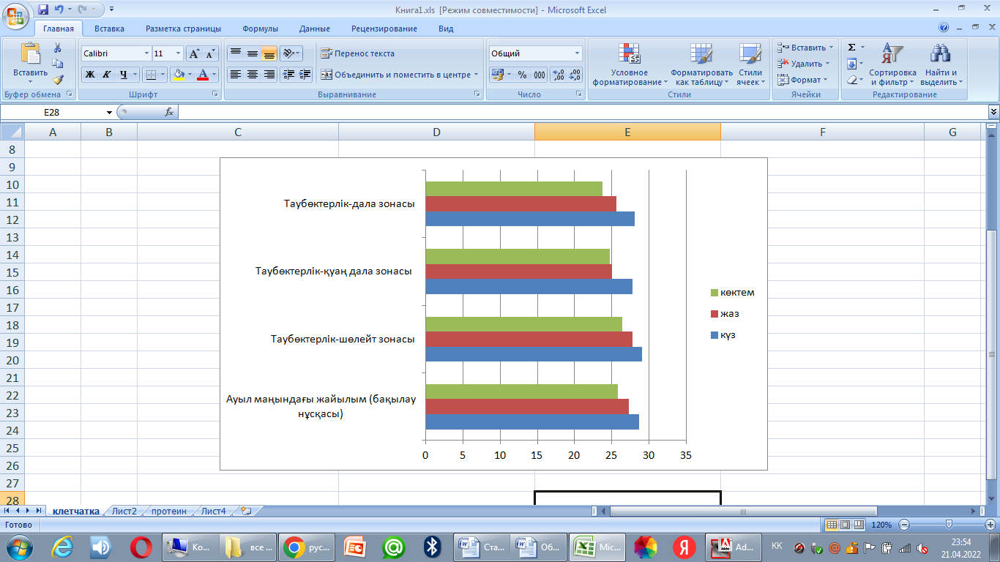 Книга1.xls [Режим совместимости] - Microsoft Excel
Главная Вставка Разметка страницы Формулы Данные Рецензирование Вид
Вставить
Буфер обмена
Calibri 11
Ж К Ч
Шрифт
Перенос текста
Объединить и поместить в центре
Выравнивание
Общий
% 000
Число
Условное форматирование
Форматировать как таблицу
Стили ячеек
Стили
Вставить
Удалить
Формат
Ячейки
Сортировка и фильтр
Найти и выделить
Редактирование
E28 fx
A B C D E F G
8
9
10
11
12
13
14
15
16
17
18
19
20
21
22
23
24
25
26
27
28
Таубөктерлік-дала зонасы
Таубөктерлік-қуаң дала зонасы
Таубөктерлік-шөлейт зонасы
Ауыл маңындағы жайылым (бақылау
нұсқасы)
0 5 10 15 20 25 30 35
көктем
жаз
күз
клетчатка Лист2 протеин Лист4
Готово 120%
Ко... все ... рус... Ста... Об... Mic... Ad... KK
23:54
21.04.2022